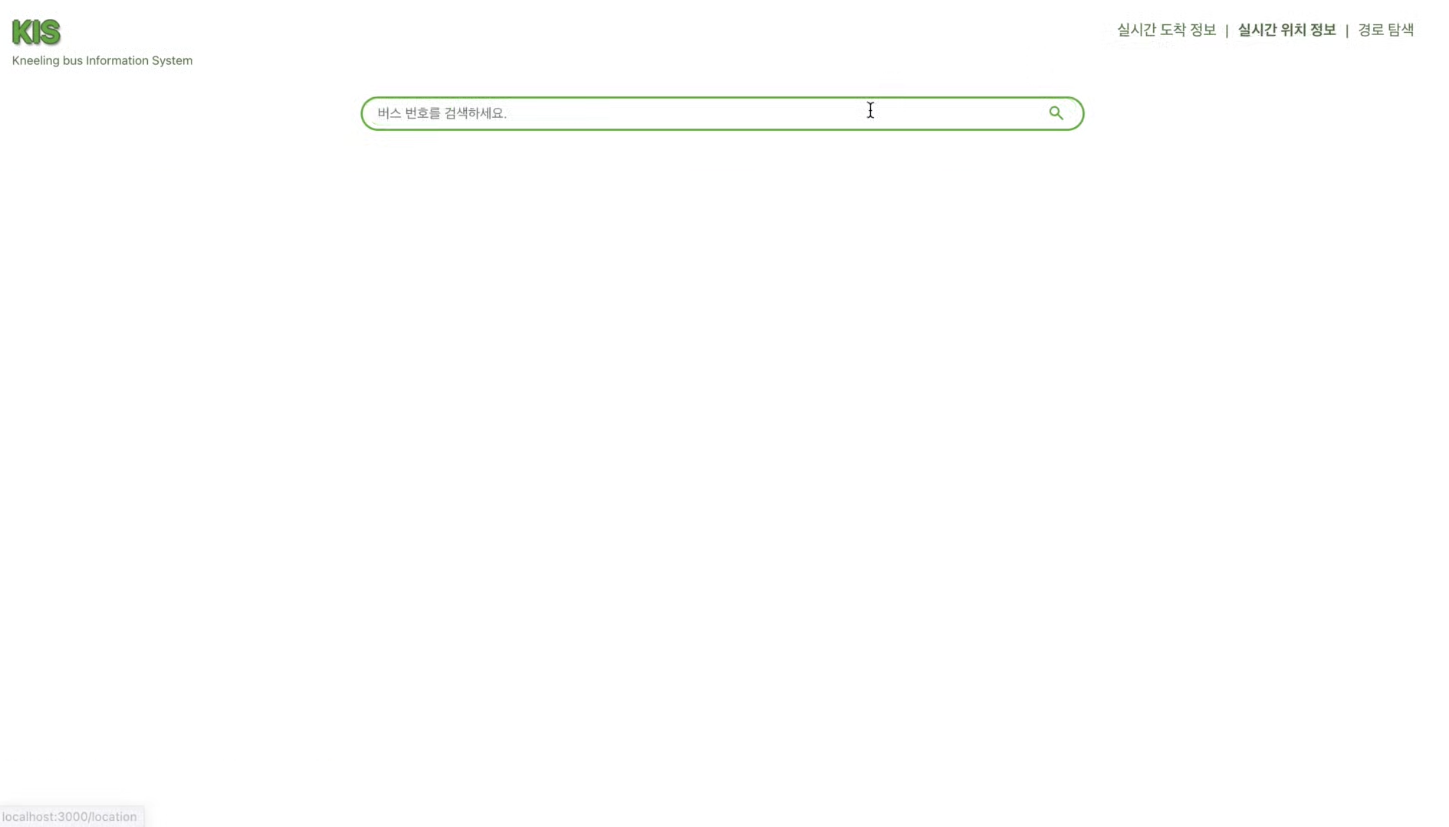 KIS
Kneeling bus Information System
실시간 도착 정보 | 실시간 위치 정보 | 경로 탐색
버스 번호를 검색하세요.
localhost:3000/location